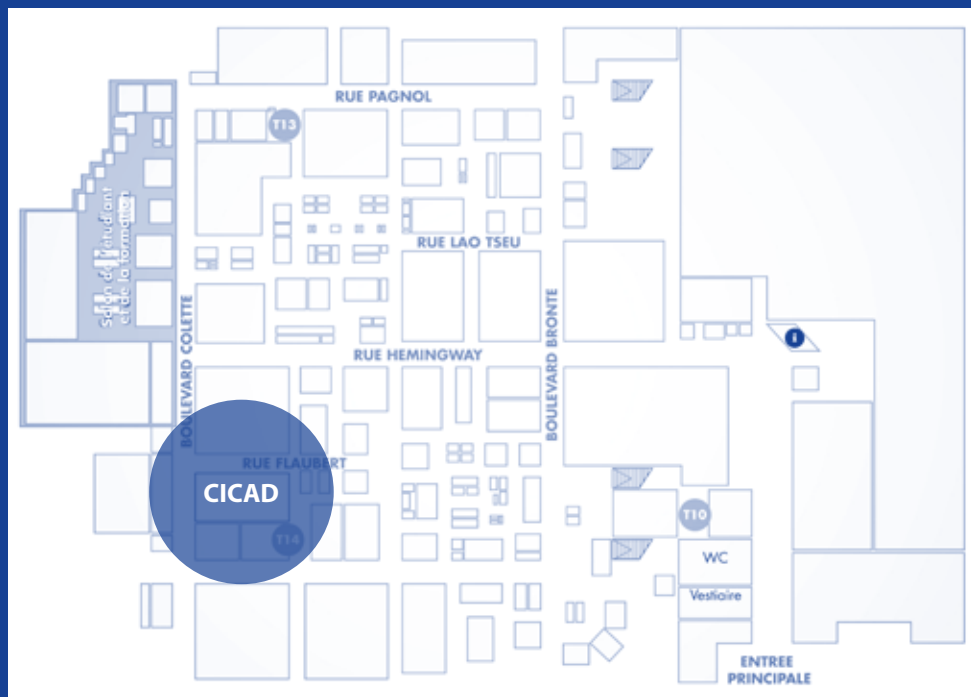 RUE PAGNOL
T13
Salon de l'étudiant
et de la formation
RUE LAO TSEU
BOULEVARD COLETTE
BOULEVARD BRONTE
i
RUE HEMINGWAY
RUE FLAUBERT
CICAD
T14
T10
WC
Vestiaire
ENTREE
PRINCIPALE